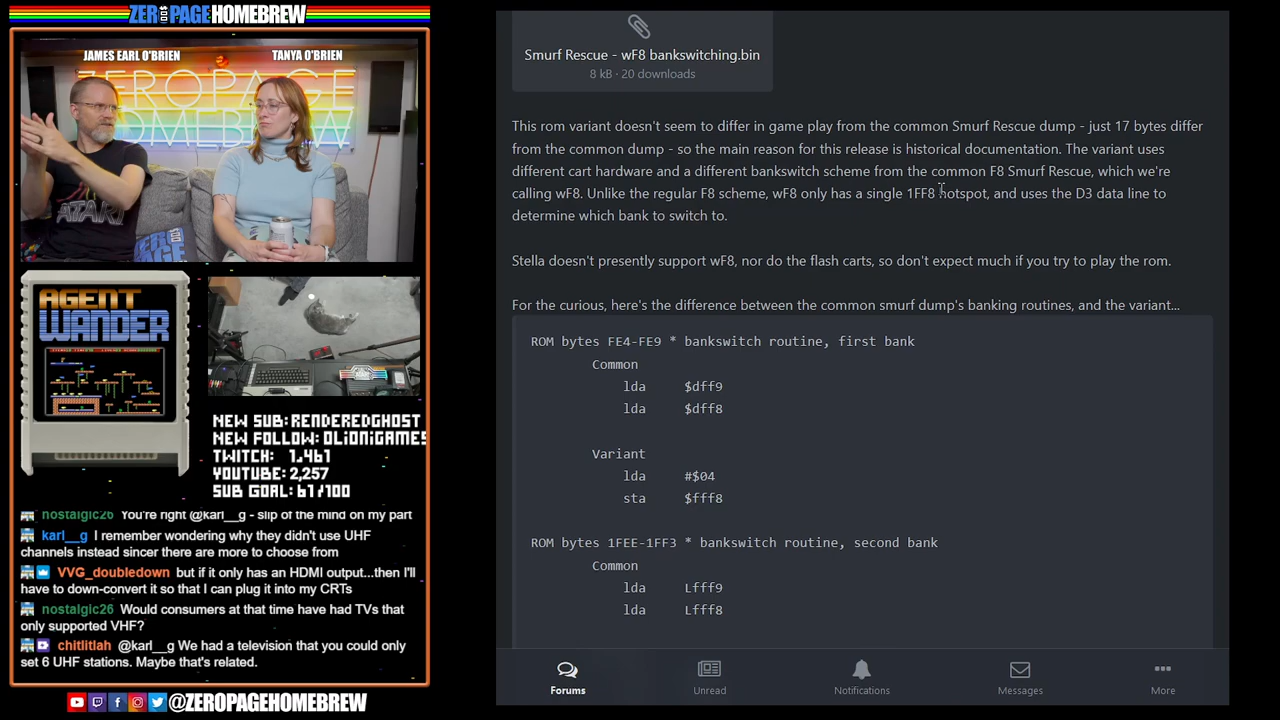 ZEROPAGE HOMEBREW
JAMES EARL O'BRIEN
TANYA O'BRIEN
ZEROPAGE
HOMEBREW
ATARI
AGENT
WANDER
NEW SUB:RENDEREDGHOST
NEW FOLLOW:OLIONIGAMES
TWITCH: 1,461
YOUTUBE: 2,257
SUB GOAL: 67/100
nostalgic26 You're right @karl__g - slip of the mind on my part
karl__g I remember wondering why they didn't use UHF
channels instead sincer there are more to choose from
VVG_doubledown but if it only has an HDMI output...then I'll
have to down-convert it so that I can plug it into my CRTs
nostalgic26 Would consumers at that time have had TVs that
only supported VHF?
chitlitlah @karl__g We had a television that you could only
set 6 UHF stations. Maybe that's related.
@ZEROPAGEHOMEBREW
Smurf Rescue - wF8 bankswitching.bin
8 kB · 20 downloads
This rom variant doesn't seem to differ in game play from the common Smurf Rescue dump - just 17 bytes differ
from the common dump - so the main reason for this release is historical documentation. The variant uses
different cart hardware and a different bankswitch scheme from the common F8 Smurf Rescue, which we're
calling wF8. Unlike the regular F8 scheme, wF8 only has a single 1FF8 hotspot, and uses the D3 data line to
determine which bank to switch to.
Stella doesn't presently support wF8, nor do the flash carts, so don't expect much if you try to play the rom.
For the curious, here's the difference between the common smurf dump's banking routines, and the variant...
ROM bytes FE4-FE9 * bankswitch routine, first bank
Common
lda $dff9
lda $dff8
Variant
lda #$04
sta $fff8
ROM bytes 1FEE-1FF3 * bankswitch routine, second bank
Common
lda Lfff9
lda Lfff8
Forums
Unread
Notifications
Messages
More